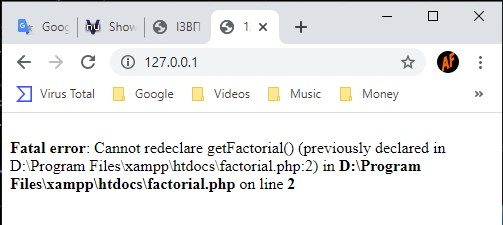 Goog
nu
ІЗВП
1
127.0.0.1
AF
Virus Total Google Videos Music Money »
Fatal error: Cannot redeclare getFactorial() (previously declared in
D:\Program Files\xampp\htdocs\factorial.php:2) in D:\Program
Files\xampp\htdocs\factorial.php on line 2